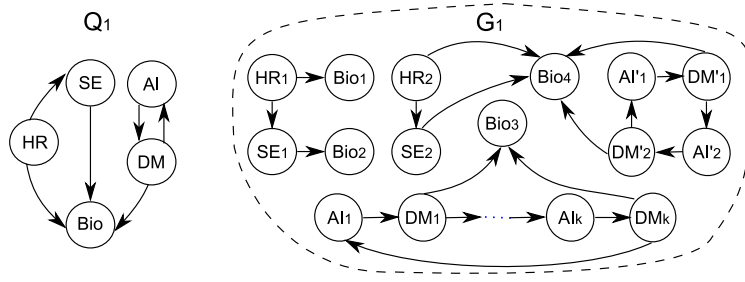 Q1 G1
SE AI HR1 Bio1 HR2 Bio4 AI'1 DM'1
HR DM SE1 Bio2 SE2 Bio3 DM'2 AI'2
Bio AI1 DM1 ...... AIk DMk